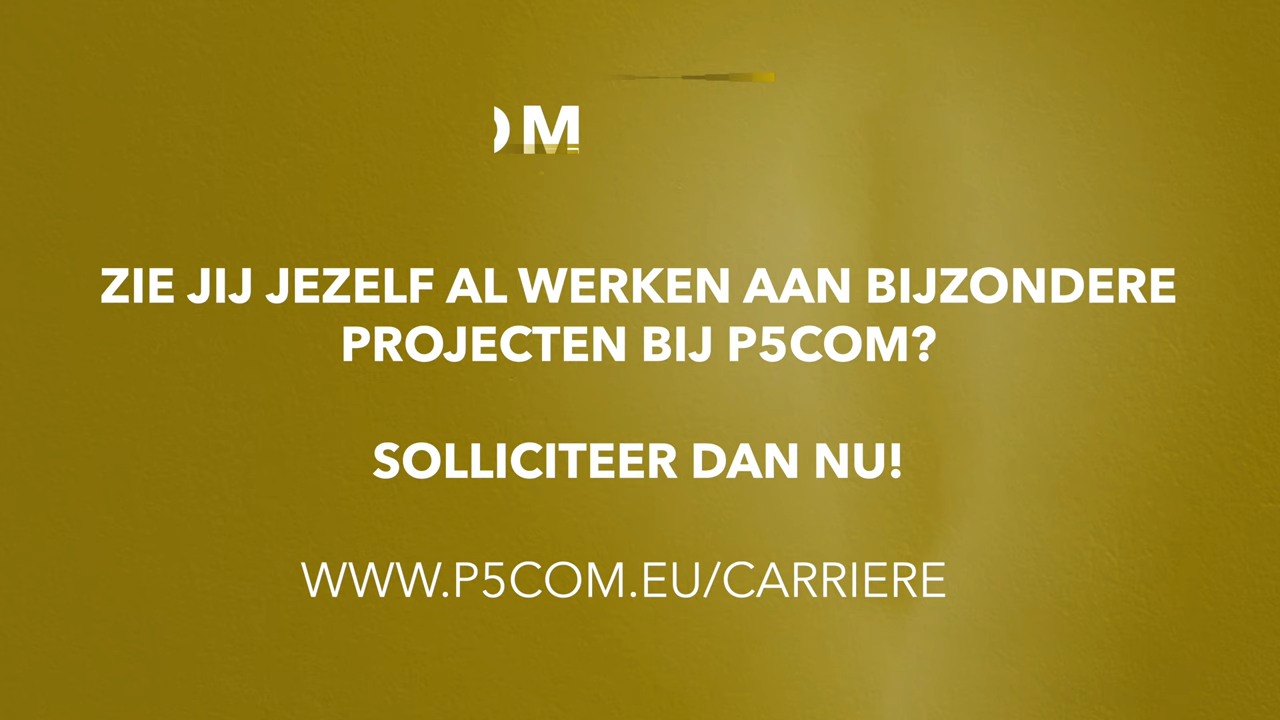 ZIE JIJ JEZELF AL WERKEN AAN BIJZONDERE
PROJECTEN BIJ P5COM?
SOLLICITEER DAN NU!
WWW.P5COM.EU/CARRIERE